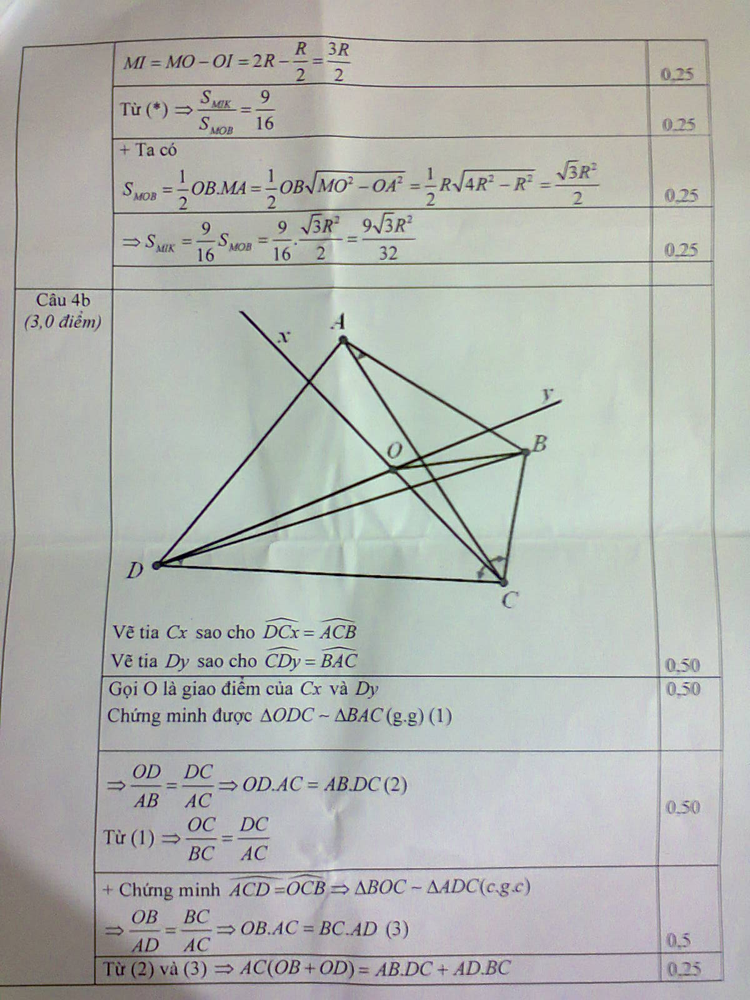 MI = MO − OI = 2R − R/2 = 3R/2
0,25
Từ (*) ⇒ S_MIK/S_MOB = 9/16
0,25
+ Ta có
S_MOB = 1/2 OB.MA = 1/2 OB√(MO² − OA²) = 1/2 R√(4R² − R²) = √3R²/2
0,25
⇒ S_MIK = 9/16 S_MOB = 9/16 . √3R²/2 = 9√3R²/32
0,25
Câu 4b
(3,0 điểm)
A
x
y
B
O
D
C
Vẽ tia Cx sao cho \widehat{DCx} = \widehat{ACB}
Vẽ tia Dy sao cho \widehat{CDy} = \widehat{BAC}
0,50
Gọi O là giao điểm của Cx và Dy
0,50
Chứng minh được ΔODC ~ ΔBAC (g.g) (1)
⇒ OD/AB = DC/AC ⇒ OD.AC = AB.DC (2)
0,50
Từ (1) ⇒ OC/BC = DC/AC
+ Chứng minh \widehat{ACD} = \widehat{OCB} ⇒ ΔBOC ~ ΔADC(c.g.c)
⇒ OB/AD = BC/AC ⇒ OB.AC = BC.AD (3)
0,5
Từ (2) và (3) ⇒ AC(OB + OD) = AB.DC + AD.BC
0,25